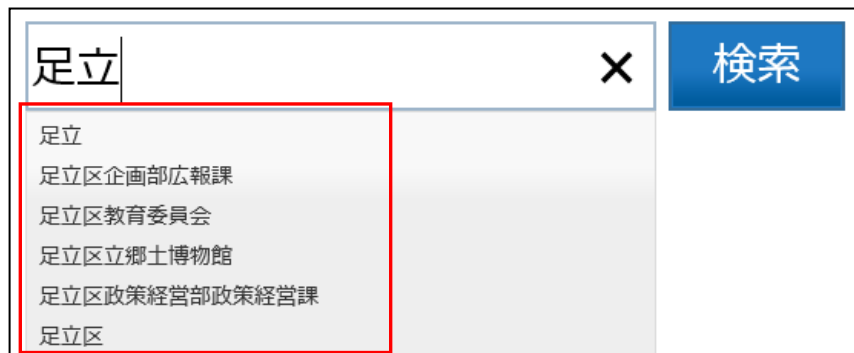 足立
検索
足立
足立区企画部広報課
足立区教育委員会
足立区立郷土博物館
足立区政策経営部政策経営課
足立区